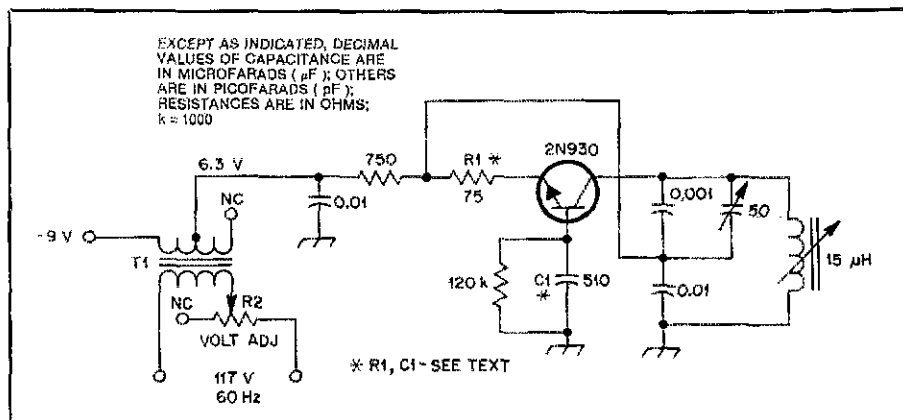 EXCEPT AS INDICATED, DECIMAL
VALUES OF CAPACITANCE ARE
IN MICROFARADS ( µF ); OTHERS
ARE IN PICOFARADS ( pF );
RESISTANCES ARE IN OHMS;
k = 1000
6.3 V
750
R1 *
75
2N930
NC
0.01
0.001
50
-9 V
T1
15 µH
120 k
C1
*
510
0.01
NC
R2
VOLT ADJ
* R1, C1-SEE TEXT
117 V
60 Hz